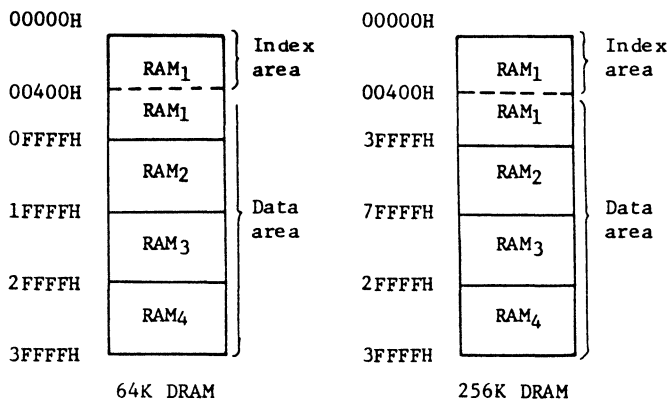 00000H
RAM1
Index
area
00400H
RAM1
0FFFFH
RAM2
1FFFFH
Data
area
RAM3
2FFFFH
RAM4
3FFFFH
64K DRAM
00000H
RAM1
Index
area
00400H
RAM1
3FFFFH
RAM2
7FFFFH
Data
area
RAM3
2FFFFH
RAM4
3FFFFH
256K DRAM